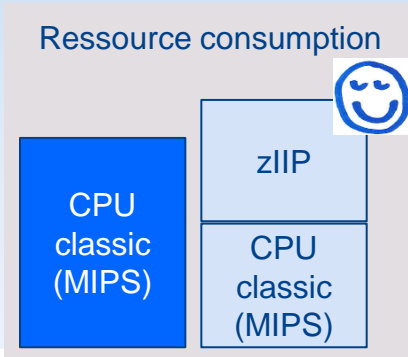 Ressource consumption
CPU
classic
(MIPS)
zIIP
CPU
classic
(MIPS)